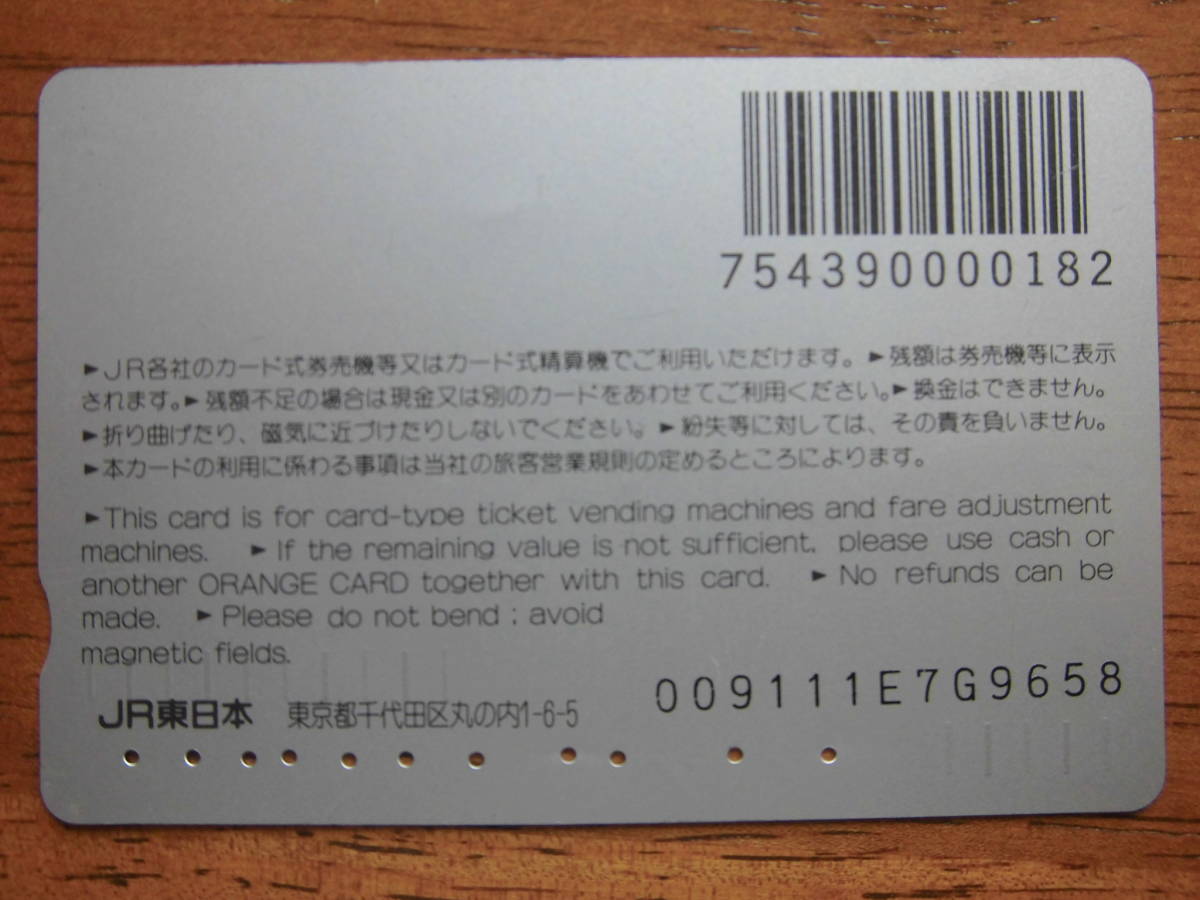 754390000182
►JR各社のカード式券売機等又はカード式精算機でご利用いただけます。►残額は券売機等に表示
されます。►残額不足の場合は現金又は別のカードをあわせてご利用ください。►換金はできません。
►折り曲げたり、磁気に近づけたりしないでください。►紛失等に対しては、その責を負いません。
►本カードの利用に係わる事項は当社の旅客営業規則の定めるところによります。
►This card is for card-type ticket vending machines and fare adjustment
machines. ►If the remaining value is not sufficient, please use cash or
another ORANGE CARD together with this card. ►No refunds can be
made. ►Please do not bend ; avoid
magnetic fields.
009111E7G9658
JR東日本 東京都千代田区丸の内1-6-5